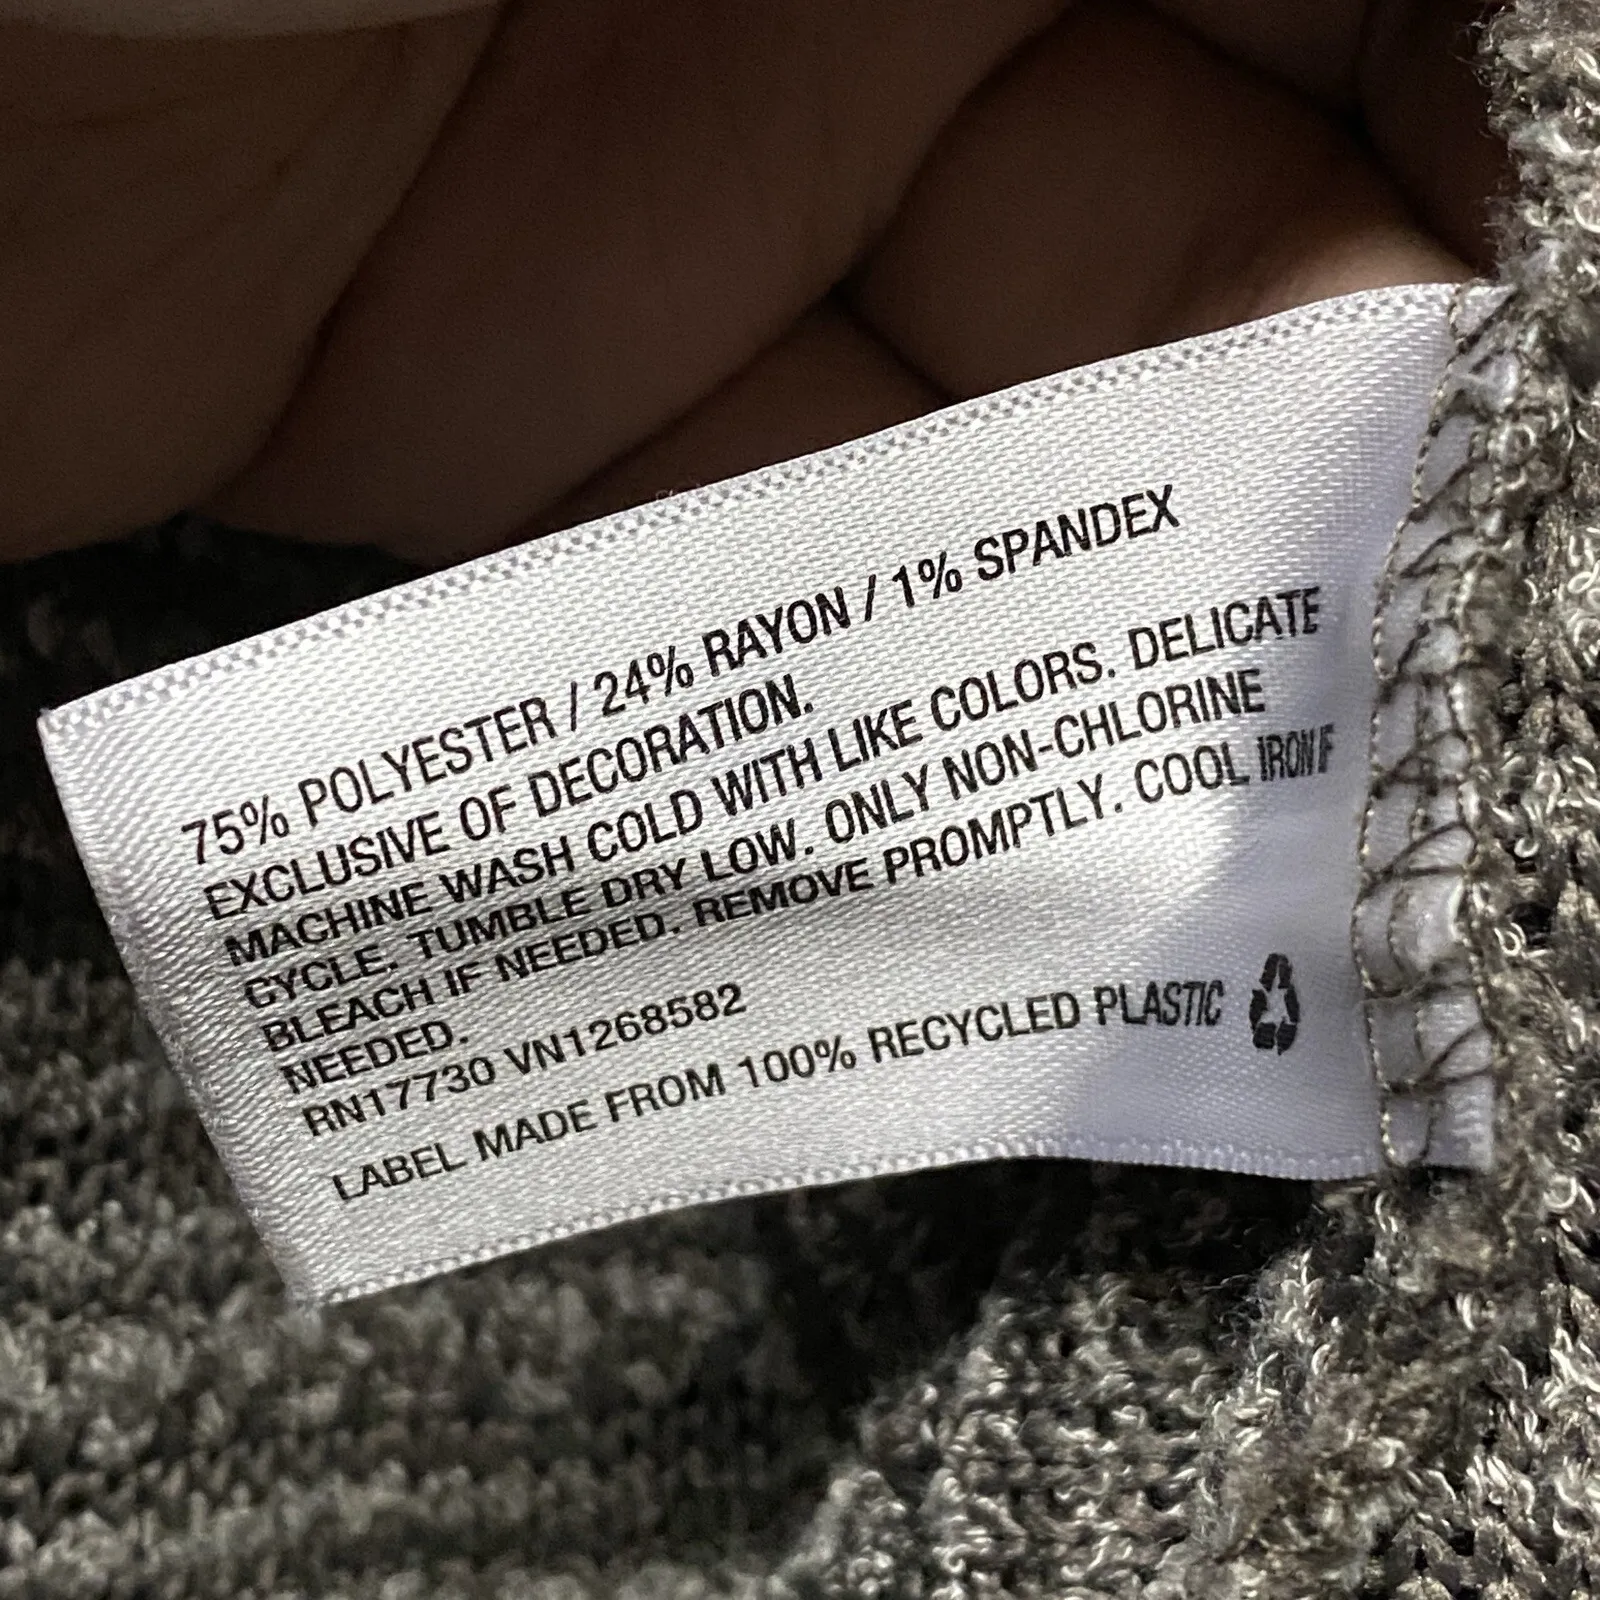 75% POLYESTER / 24% RAYON / 1% SPANDEX
EXCLUSIVE OF DECORATION.
MACHINE WASH COLD WITH LIKE COLORS. DELICATE
CYCLE. TUMBLE DRY LOW. ONLY NON-CHLORINE
BLEACH IF NEEDED. REMOVE PROMPTLY. COOL IRON IF
NEEDED.
RN17730 VN1268582
LABEL MADE FROM 100% RECYCLED PLASTIC